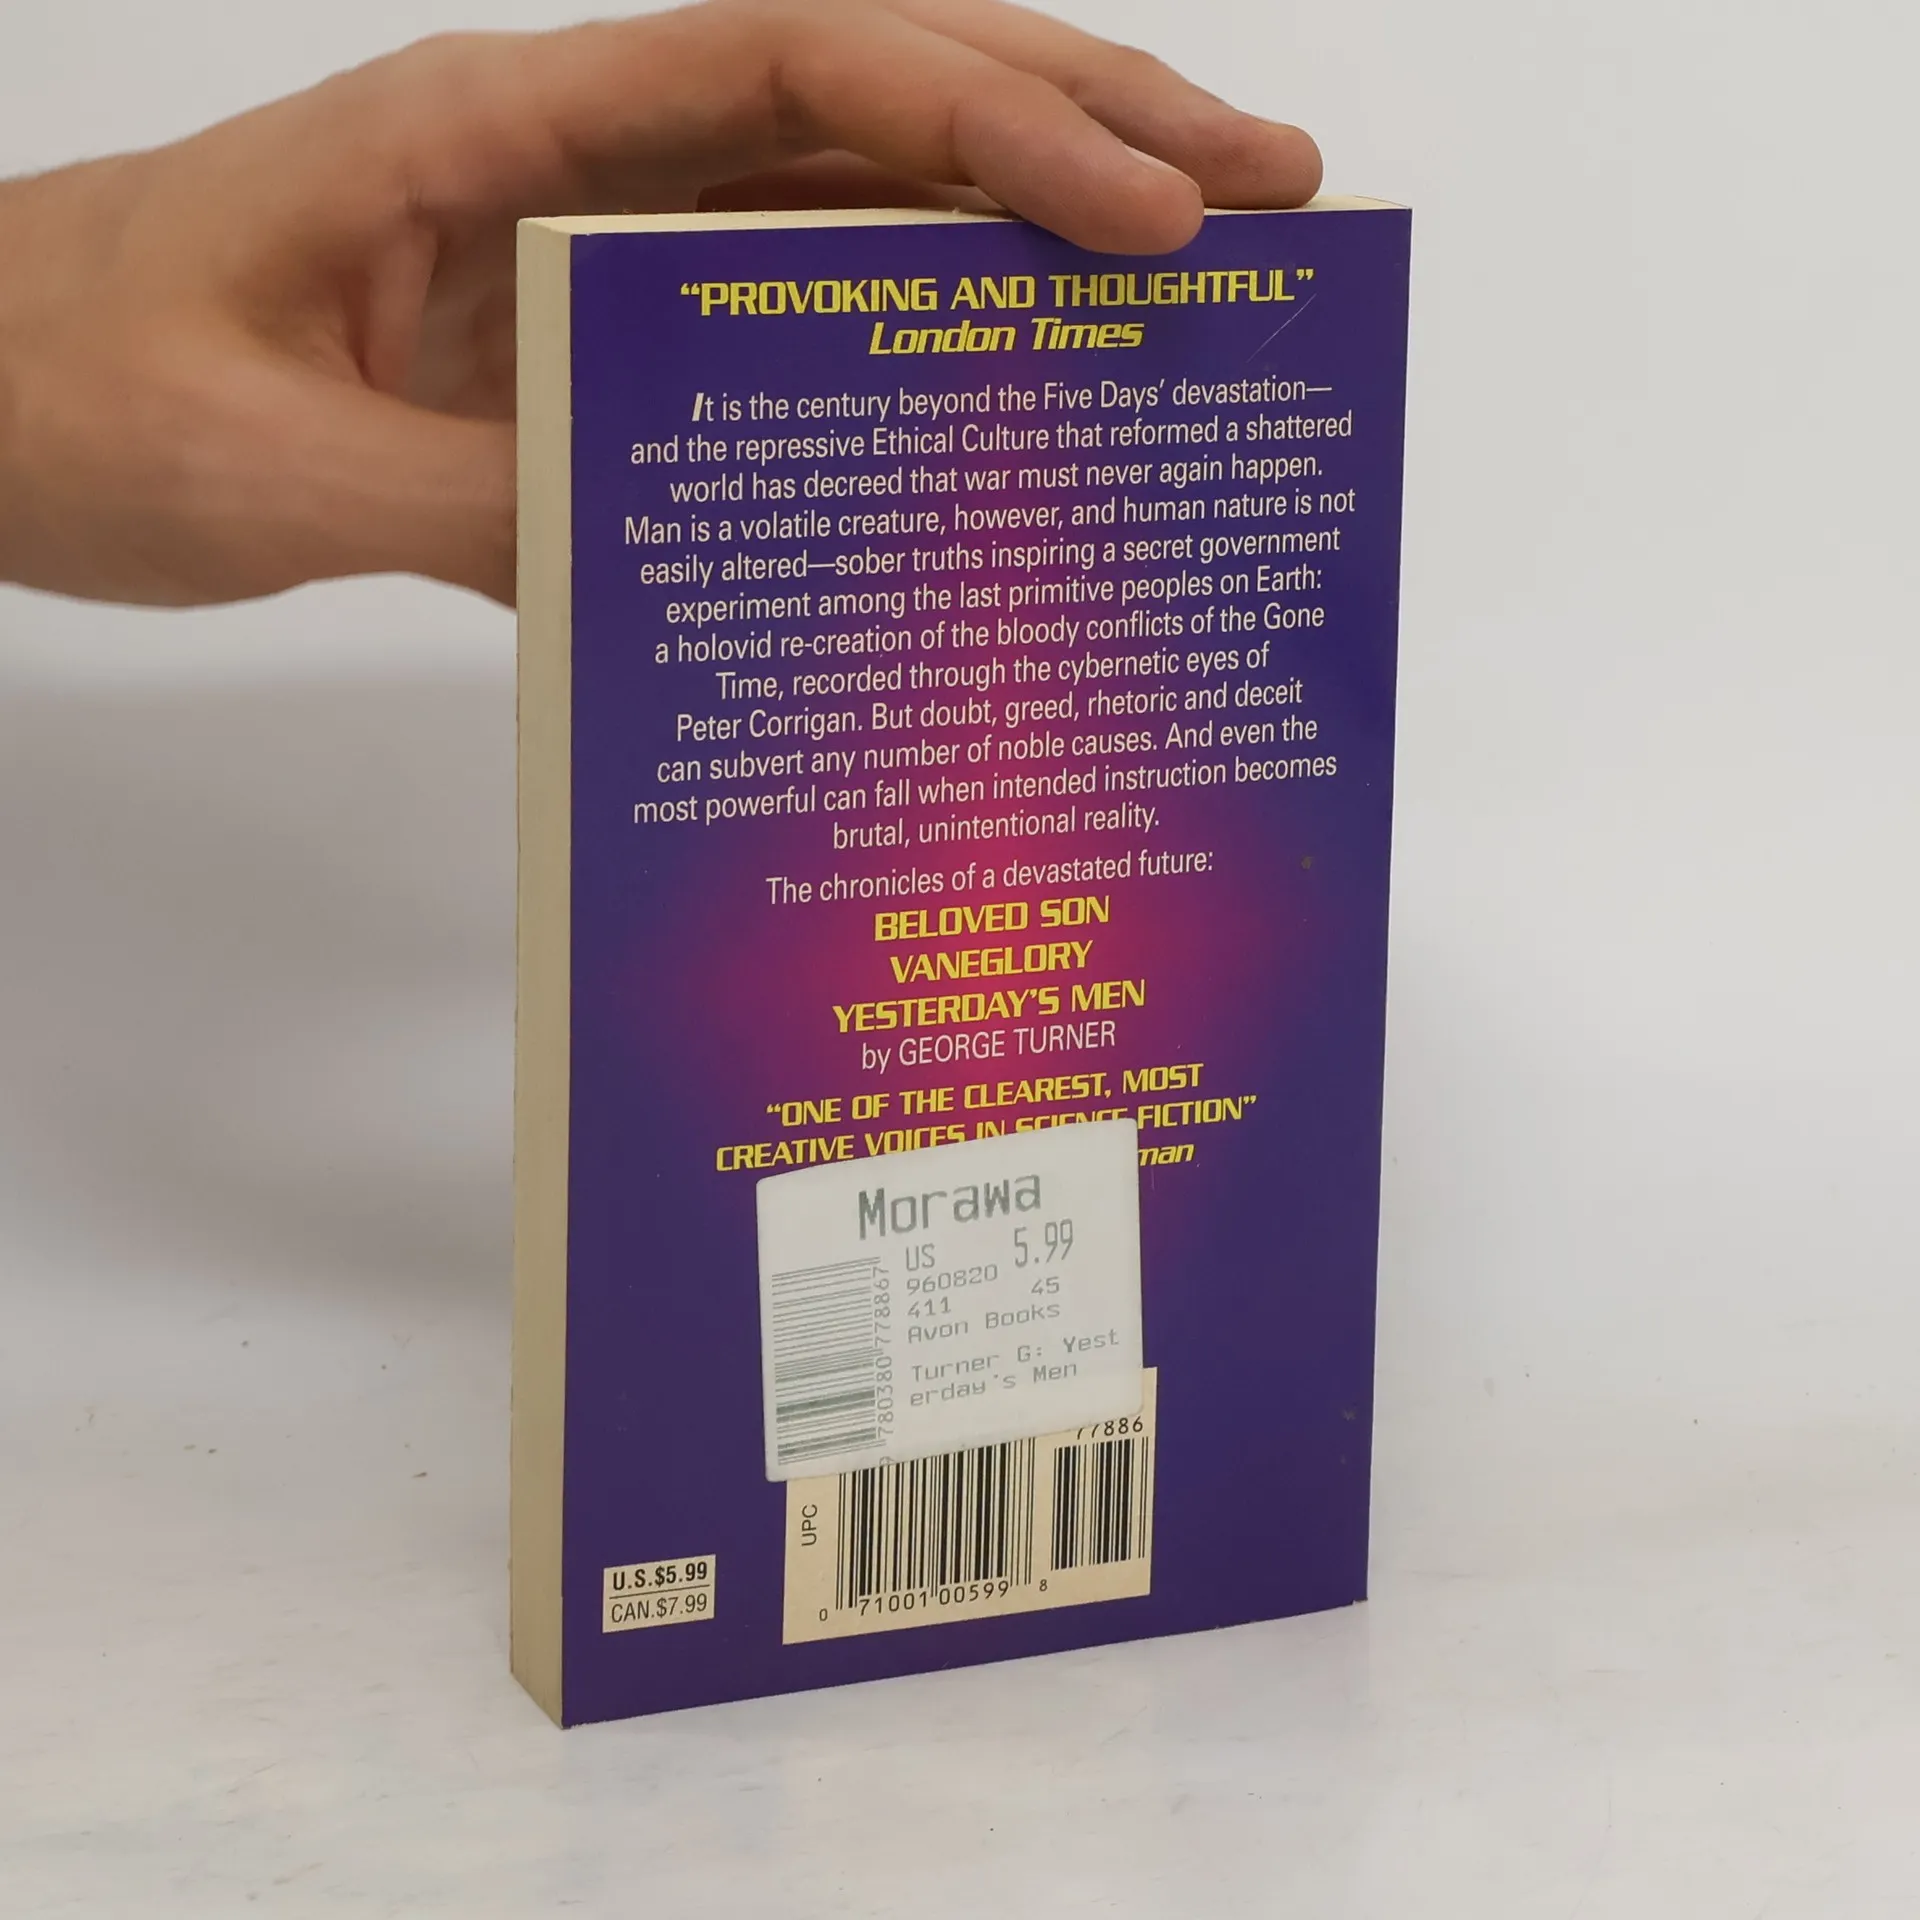 “PROVOKING AND THOUGHTFUL”
London Times
It is the century beyond the Five Days’ devastation—
and the repressive Ethical Culture that reformed a shattered
world has decreed that war must never again happen.
Man is a volatile creature, however, and human nature is not
easily altered—sober truths inspiring a secret government
experiment among the last primitive peoples on Earth:
a holovid re-creation of the bloody conflicts of the Gone
Time, recorded through the cybernetic eyes of
Peter Corrigan. But doubt, greed, rhetoric and deceit
can subvert any number of noble causes. And even the
most powerful can fall when intended instruction becomes
brutal, unintentional reality.
The chronicles of a devastated future:
BELOVED SON
VANEGLORY
YESTERDAY’S MEN
by GEORGE TURNER
“ONE OF THE CLEAREST, MOST
CREATIVE VOICES IN SCIENCE FICTION”
man
Morawa
US 5.99
960820
411 45
Avon Books
Turner G: Yest
erday's Men
9 780380 778867
77886
UPC
0 71001 00599 8
U.S.$5.99
CAN.$7.99